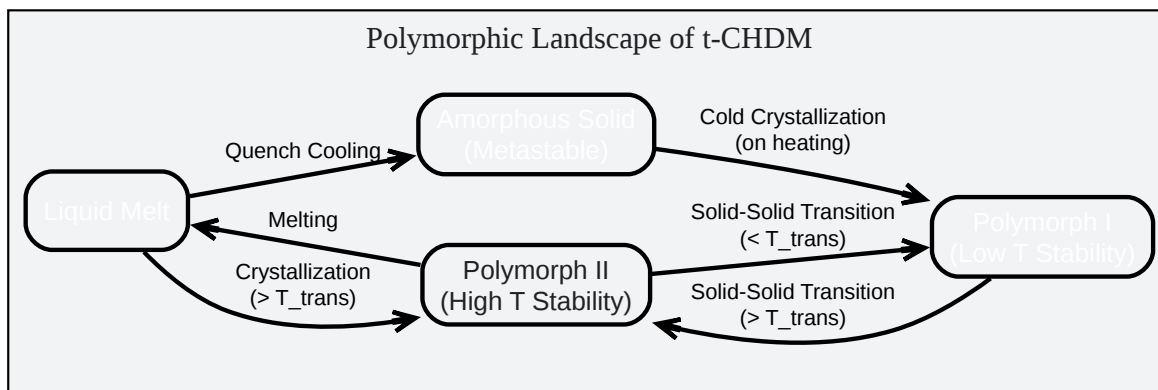 Polymorphic Landscape of t-CHDM
Amorphous Solid
(Metastable)
Cold Crystallization
(on heating)
Quench Cooling
Liquid Melt
Melting
Solid-Solid Transition
(< T_trans)
Polymorph I
(Low T Stability)
Crystallization
(> T_trans)
Polymorph II
(High T Stability)
Solid-Solid Transition
(> T_trans)